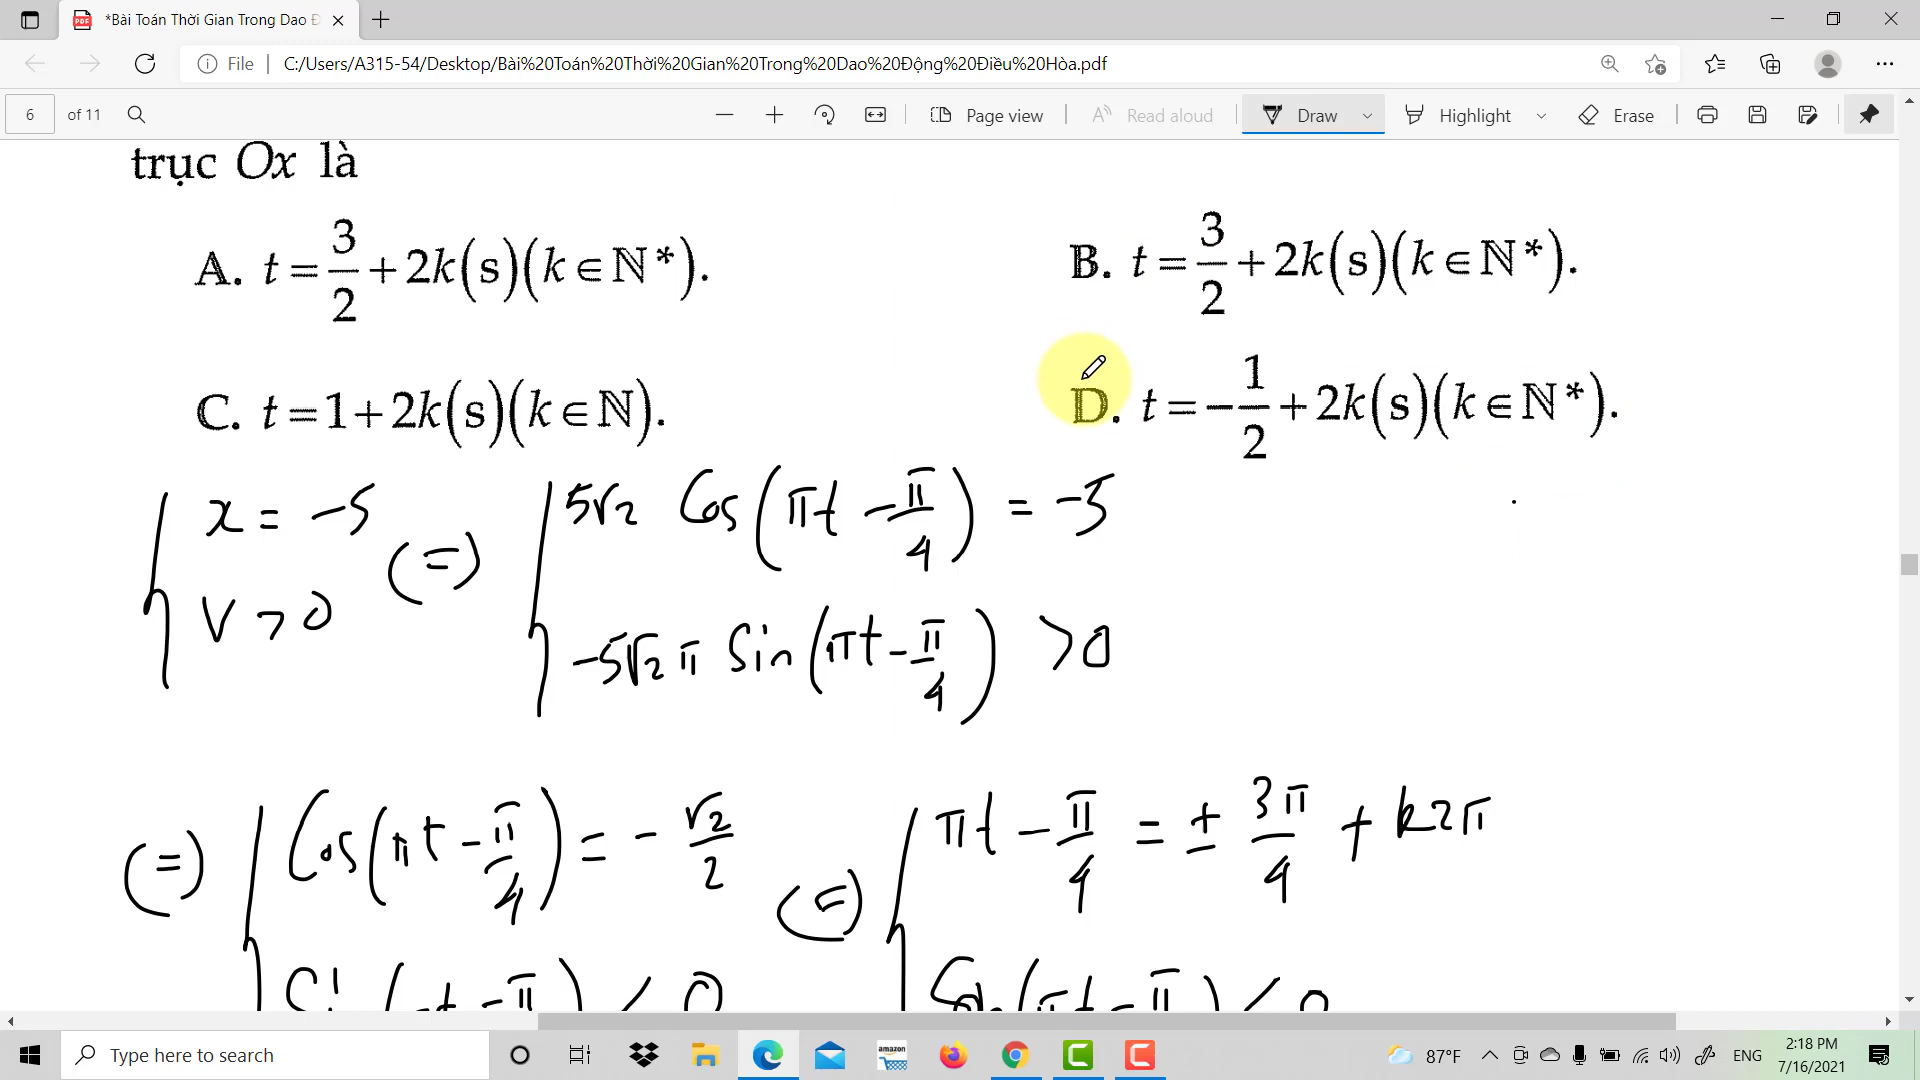 *Bài Toán Thời Gian Trong Dao Đ
File C:/Users/A315-54/Desktop/Bài%20Toán%20Thời%20Gian%20Trong%20Dao%20Động%20Điều%20Hòa.pdf
6 of 11 Page view Read aloud Draw Highlight Erase
trục Ox là
A. t = 3/2 + 2k(s)(k ∈ ℕ*).
B. t = 3/2 + 2k(s)(k ∈ ℕ*).
C. t = 1 + 2k(s)(k ∈ ℕ).
D. t = -1/2 + 2k(s)(k ∈ ℕ*).
x = -5 (=) 5√2 Cos(πt - π/4) = -5
V > 0 -5√2 π Sin(πt - π/4) > 0
(=) Cos(πt - π/4) = - √2/2 (=) πt - π/4 = ± 3π/4 + k2π
Type here to search amazon 87°F ENG 2:18 PM
7/16/2021